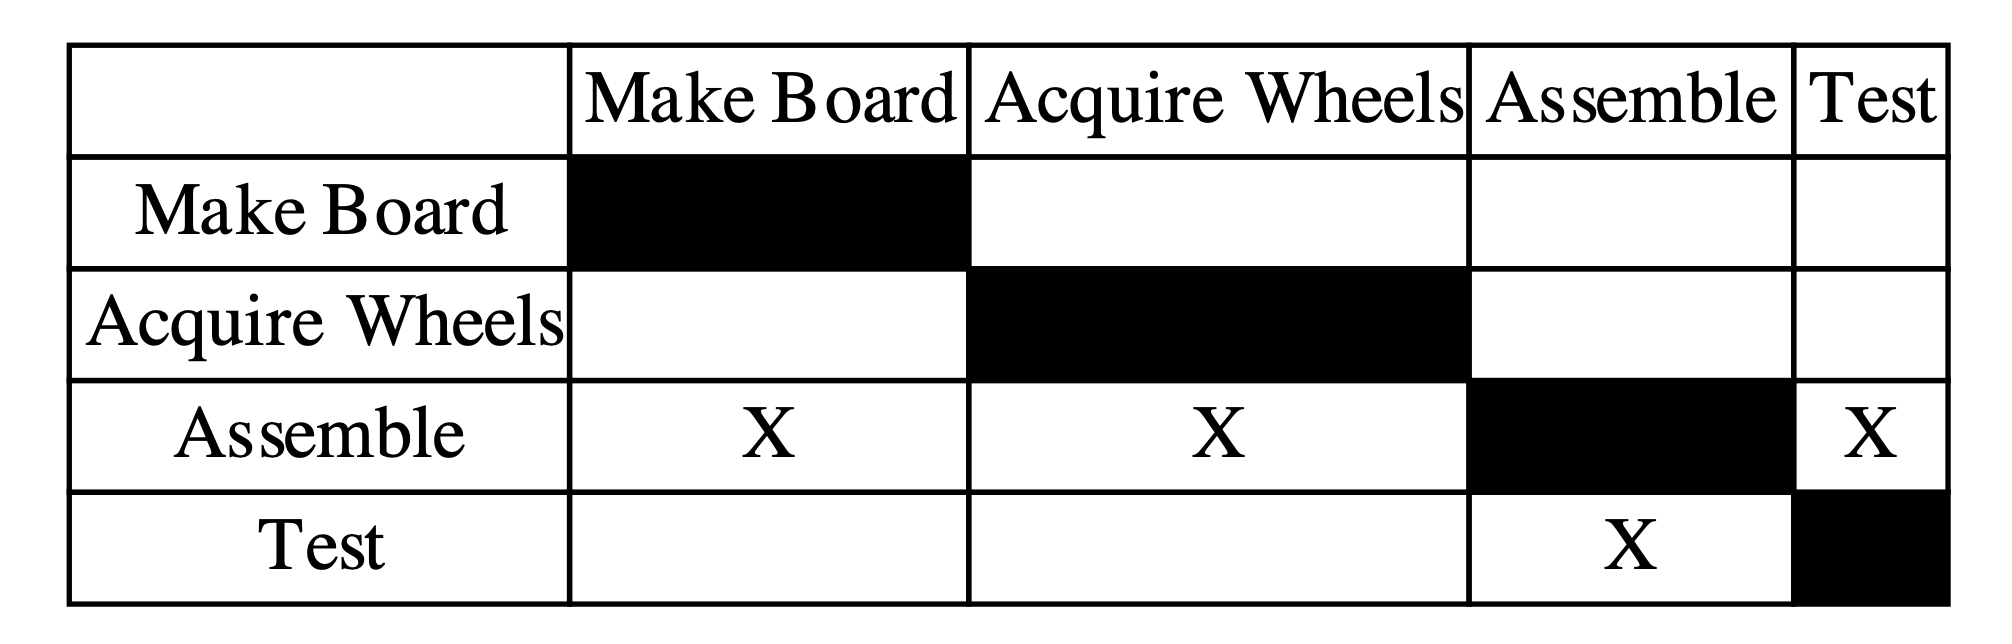 Make Board Acquire Wheels Assemble Test
Make Board
Acquire Wheels
Assemble X X X
Test X